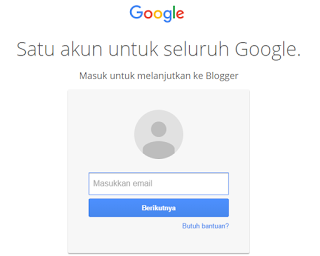 Google
Satu akun untuk seluruh Google.
Masuk untuk melanjutkan ke Blogger
Masukkan email
Berikutnya
Butuh bantuan?